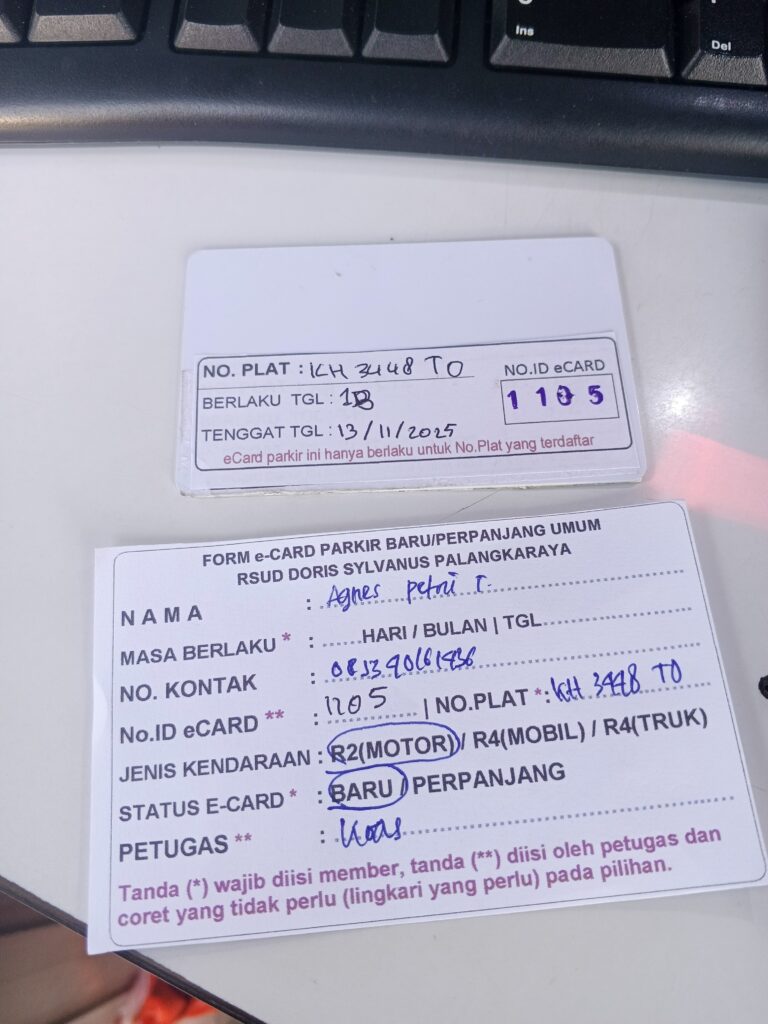 Ins
Del
NO. PLAT : KH 3448 TO
NO.ID eCARD
1105
BERLAKU TGL : 1B
TENGGAT TGL : 13/11/2025
eCard parkir ini hanya berlaku untuk No.Plat yang terdaftar
FORM e-CARD PARKIR BARU/PERPANJANG UMUM
RSUD DORIS SYLVANUS PALANGKARAYA
NAMA : Agnes Petri T.
MASA BERLAKU * : ......HARI / BULAN | TGL......
NO. KONTAK :
No.ID eCARD ** : 1105 | NO.PLAT *: KH 3448 TO
JENIS KENDARAAN : R2(MOTOR) / R4(MOBIL) / R4(TRUK)
STATUS E-CARD * : BARU / PERPANJANG
PETUGAS ** : Koas
Tanda (*) wajib diisi member, tanda (**) diisi oleh petugas dan
coret yang tidak perlu (lingkari yang perlu) pada pilihan.